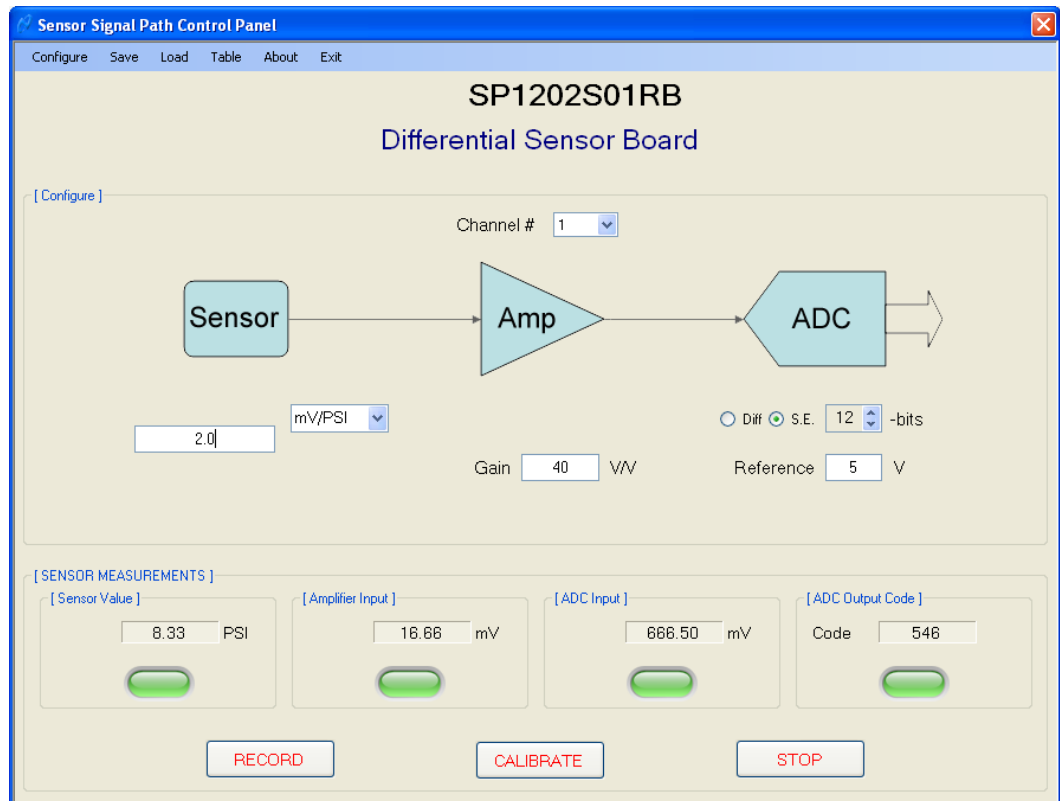 Sensor Signal Path Control Panel
Configure Save Load Table About Exit
SP1202S01RB
Differential Sensor Board
[ Configure ]
Channel # 1
Sensor Amp ADC
mV/PSI Diff S.E. 12 -bits
2.0
Gain 40 V/V Reference 5 V
[ SENSOR MEASUREMENTS ]
[ Sensor Value ] [ Amplifier Input ] [ ADC Input ] [ ADC Output Code ]
8.33 PSI 16.66 mV 666.50 mV Code 546
RECORD CALIBRATE STOP